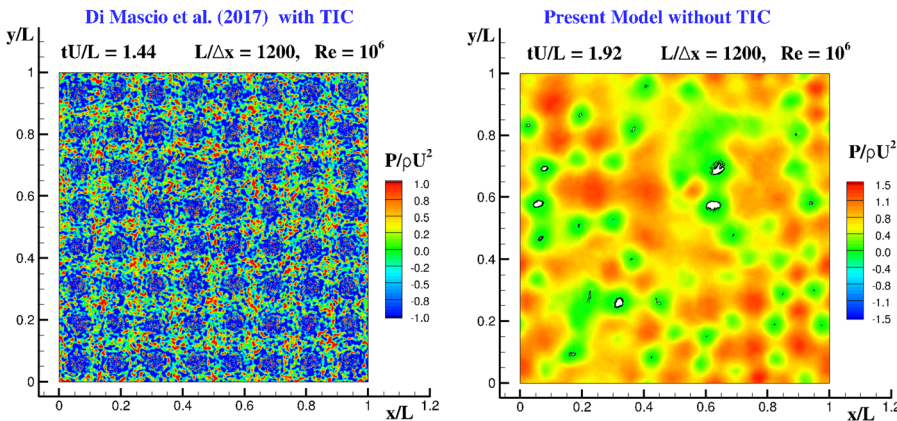 Di Mascio et al. (2017) with TIC
y/L
tU/L = 1.44 L/Δx = 1200, Re = 10⁶
1
0.8
0.6
0.4
0.2
0
0 0.2 0.4 0.6 0.8 1 1.2
x/L
P/ρU²
1.0
0.8
0.5
0.2
0.0
-0.2
-0.5
-0.8
-1.0
Present Model without TIC
y/L
tU/L = 1.92 L/Δx = 1200, Re = 10⁶
1
0.8
0.6
0.4
0.2
0
0 0.2 0.4 0.6 0.8 1 1.2
x/L
P/ρU²
1.5
1.1
0.8
0.4
0.0
-0.4
-0.8
-1.1
-1.5